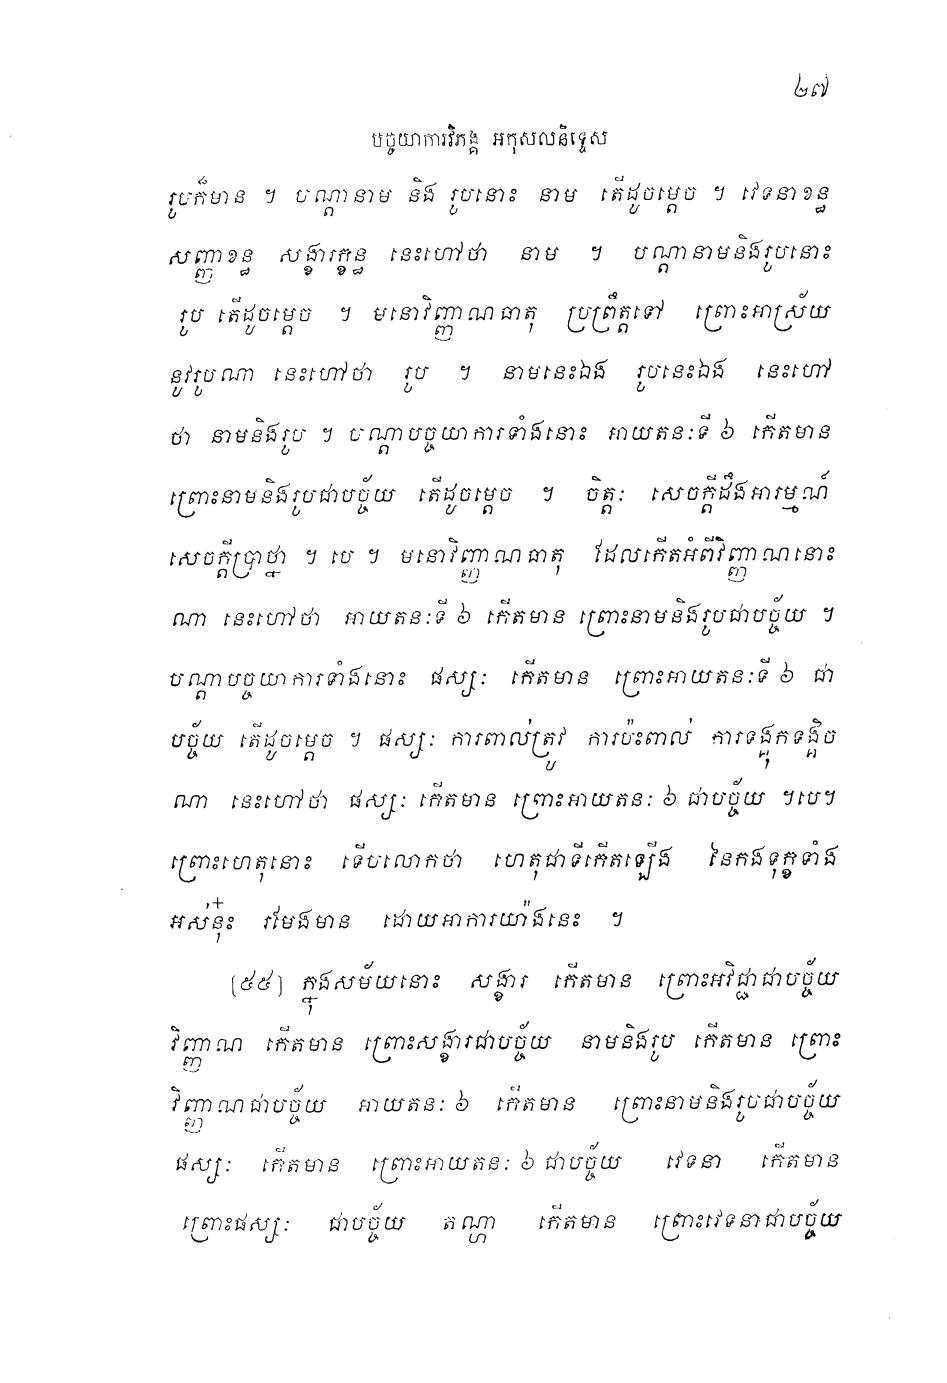 ២៧
បច្ចយាការវិភង្គ អកុសលនិទ្ទេស
រូបក៏មាន ។ បណ្តានាម និង រូបនោះ នាម តើដូចម្តេច ។ វេទនាខន្ធ
សញ្ញាខន្ធ សង្ខារក្ខន្ធ នេះហៅថា នាម ។ បណ្តានាមនិងរូបនោះ
រូប តើដូចម្តេច ។ មនោវិញ្ញាណធាតុ ប្រព្រឹត្តទៅ ព្រោះអាស្រ័យ
នូវរូបណា នេះហៅថា រូប ។ នាមនេះឯង រូបនេះឯង នេះហៅ
ថា នាមនិងរូប ។ បណ្តាបច្ចយាការទាំងនោះ អាយតនៈទី ៦ កើតមាន
ព្រោះនាមនិងរូបជាបច្ច័យ តើដូចម្តេច ។ ចិត្តៈ សេចក្តីដឹងអារម្មណ៍
សេចក្តីប្រាថ្នា ។ បេ ។ មនោវិញ្ញាណធាតុ ដែលកើតអំពីវិញ្ញាណនោះ
ណា នេះហៅថា អាយតនៈទី ៦ កើតមាន ព្រោះនាមនិងរូបជាបច្ច័យ ។
បណ្តាបច្ចយាការទាំងនោះ ផស្សៈ កើតមាន ព្រោះអាយតនៈទី ៦ ជា
បច្ច័យ តើដូចម្តេច ។ ផស្សៈ ការពាល់ត្រូវ ការប៉ះពាល់ ការទង្គុកទង្គិច
ណា នេះហៅថា ផស្សៈ កើតមាន ព្រោះអាយតនៈ ៦ ជាបច្ច័យ ។បេ។
ព្រោះហេតុនោះ ទើបលោកថា ហេតុជាទីកើតឡើង នៃកងទុក្ខទាំង
អស់នុ៎ះ រមែងមាន ដោយអាការយ៉ាងនេះ ។
[៥៥] ក្នុងសម័យនោះ សង្ខារ កើតមាន ព្រោះអវិជ្ជាជាបច្ច័យ
វិញ្ញាណ កើតមាន ព្រោះសង្ខារជាបច្ច័យ នាមនិងរូប កើតមាន ព្រោះ
វិញ្ញាណជាបច្ច័យ អាយតនៈ ៦ កើតមាន ព្រោះនាមនិងរូបជាបច្ច័យ
ផស្សៈ កើតមាន ព្រោះអាយតនៈ ៦ ជាបច្ច័យ វេទនា កើតមាន
ព្រោះផស្សៈ ជាបច្ច័យ តណ្ហា កើតមាន ព្រោះវេទនាជាបច្ច័យ